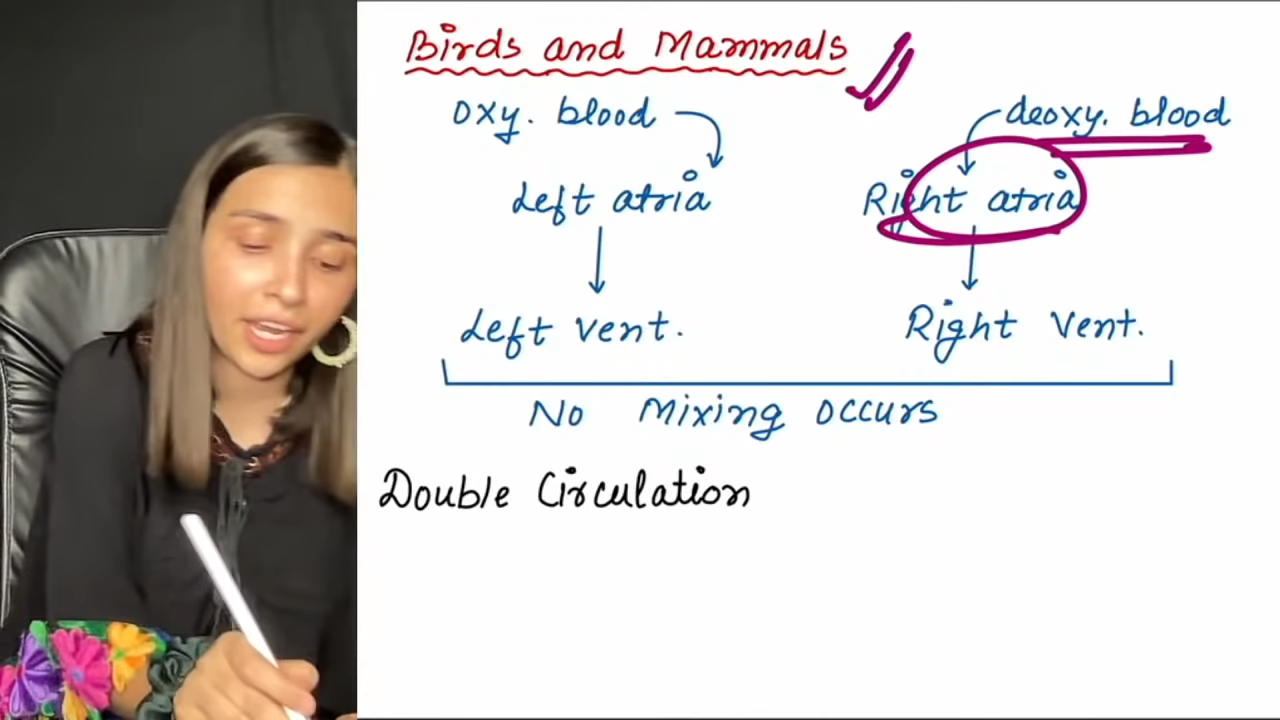 Birds and Mammals
oxy. blood
deoxy. blood
Left atria
Right atria
Left vent.
Right vent.
No Mixing occurs
Double Circulation